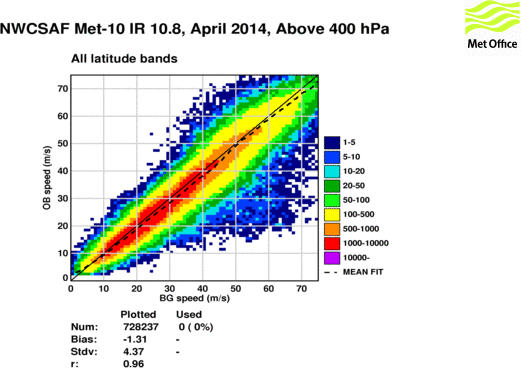 NWCSAF Met-10 IR 10.8, April 2014, Above 400 hPa
Met Office
All latitude bands
OB speed (m/s)
70
60
50
40
30
20
10
0
0 10 20 30 40 50 60 70
BG speed (m/s)
1-5
5-10
10-20
20-50
50-100
100-500
500-1000
1000-10000
10000-
MEAN FIT
Plotted Used
Num: 728237 0 ( 0%)
Bias: -1.31 -
Stdv: 4.37 -
r: 0.96